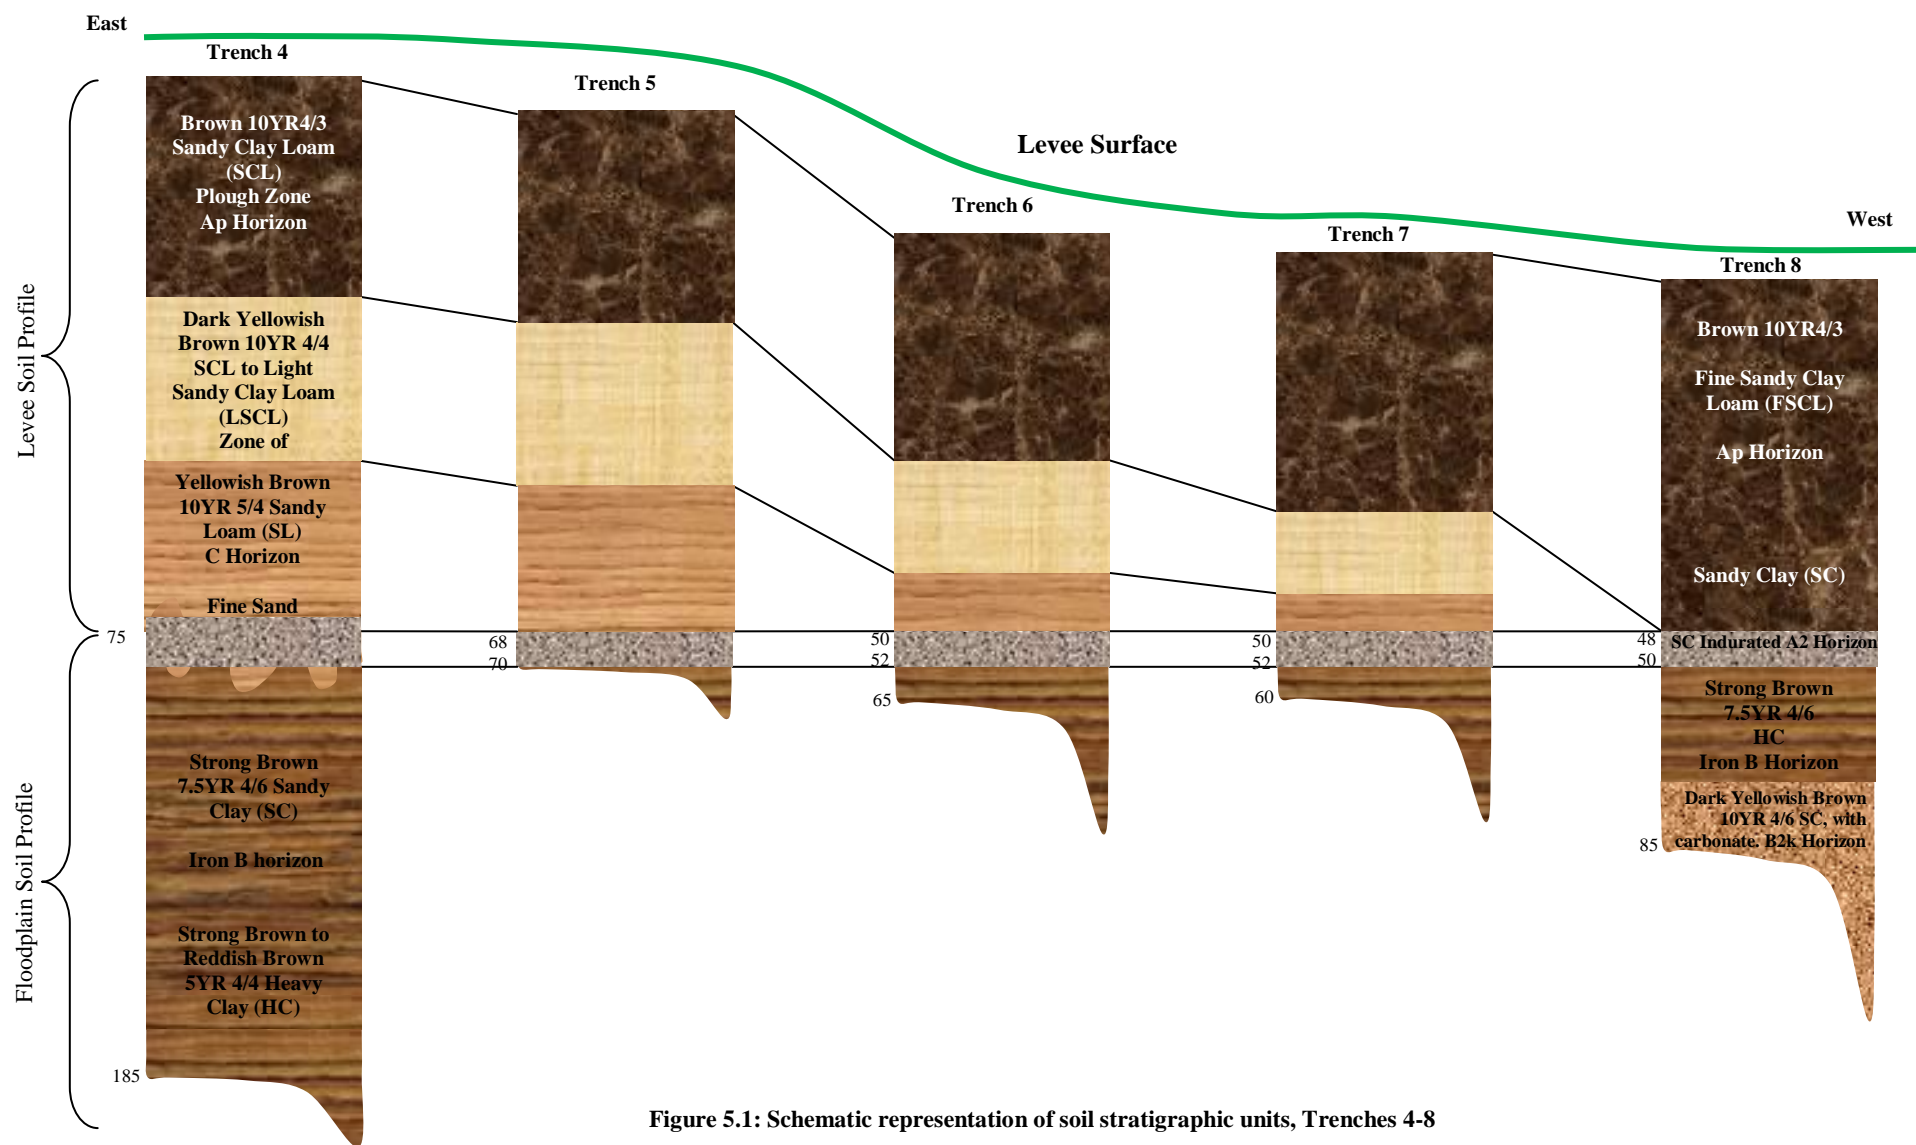 East
Trench 4
Trench 5
Levee Surface
Trench 6
Trench 7
West
Trench 8
Levee Soil Profile
Brown 10YR4/3
Sandy Clay Loam
(SCL)
Plough Zone
Ap Horizon
Dark Yellowish
Brown 10YR 4/4
SCL to Light
Sandy Clay Loam
(LSCL)
Zone of
Yellowish Brown
10YR 5/4 Sandy
Loam (SL)
C Horizon
Fine Sand
Brown 10YR4/3
Fine Sandy Clay
Loam (FSCL)
Ap Horizon
Sandy Clay (SC)
75
68
70
50
52
65
50
52
60
48
50
SC Indurated A2 Horizon
Floodplain Soil Profile
Strong Brown
7.5YR 4/6 Sandy
Clay (SC)
Iron B horizon
Strong Brown to
Reddish Brown
5YR 4/4 Heavy
Clay (HC)
185
Strong Brown
7.5YR 4/6
HC
Iron B Horizon
Dark Yellowish Brown
10YR 4/6 SC, with
carbonate. B2k Horizon
85
Figure 5.1: Schematic representation of soil stratigraphic units, Trenches 4-8